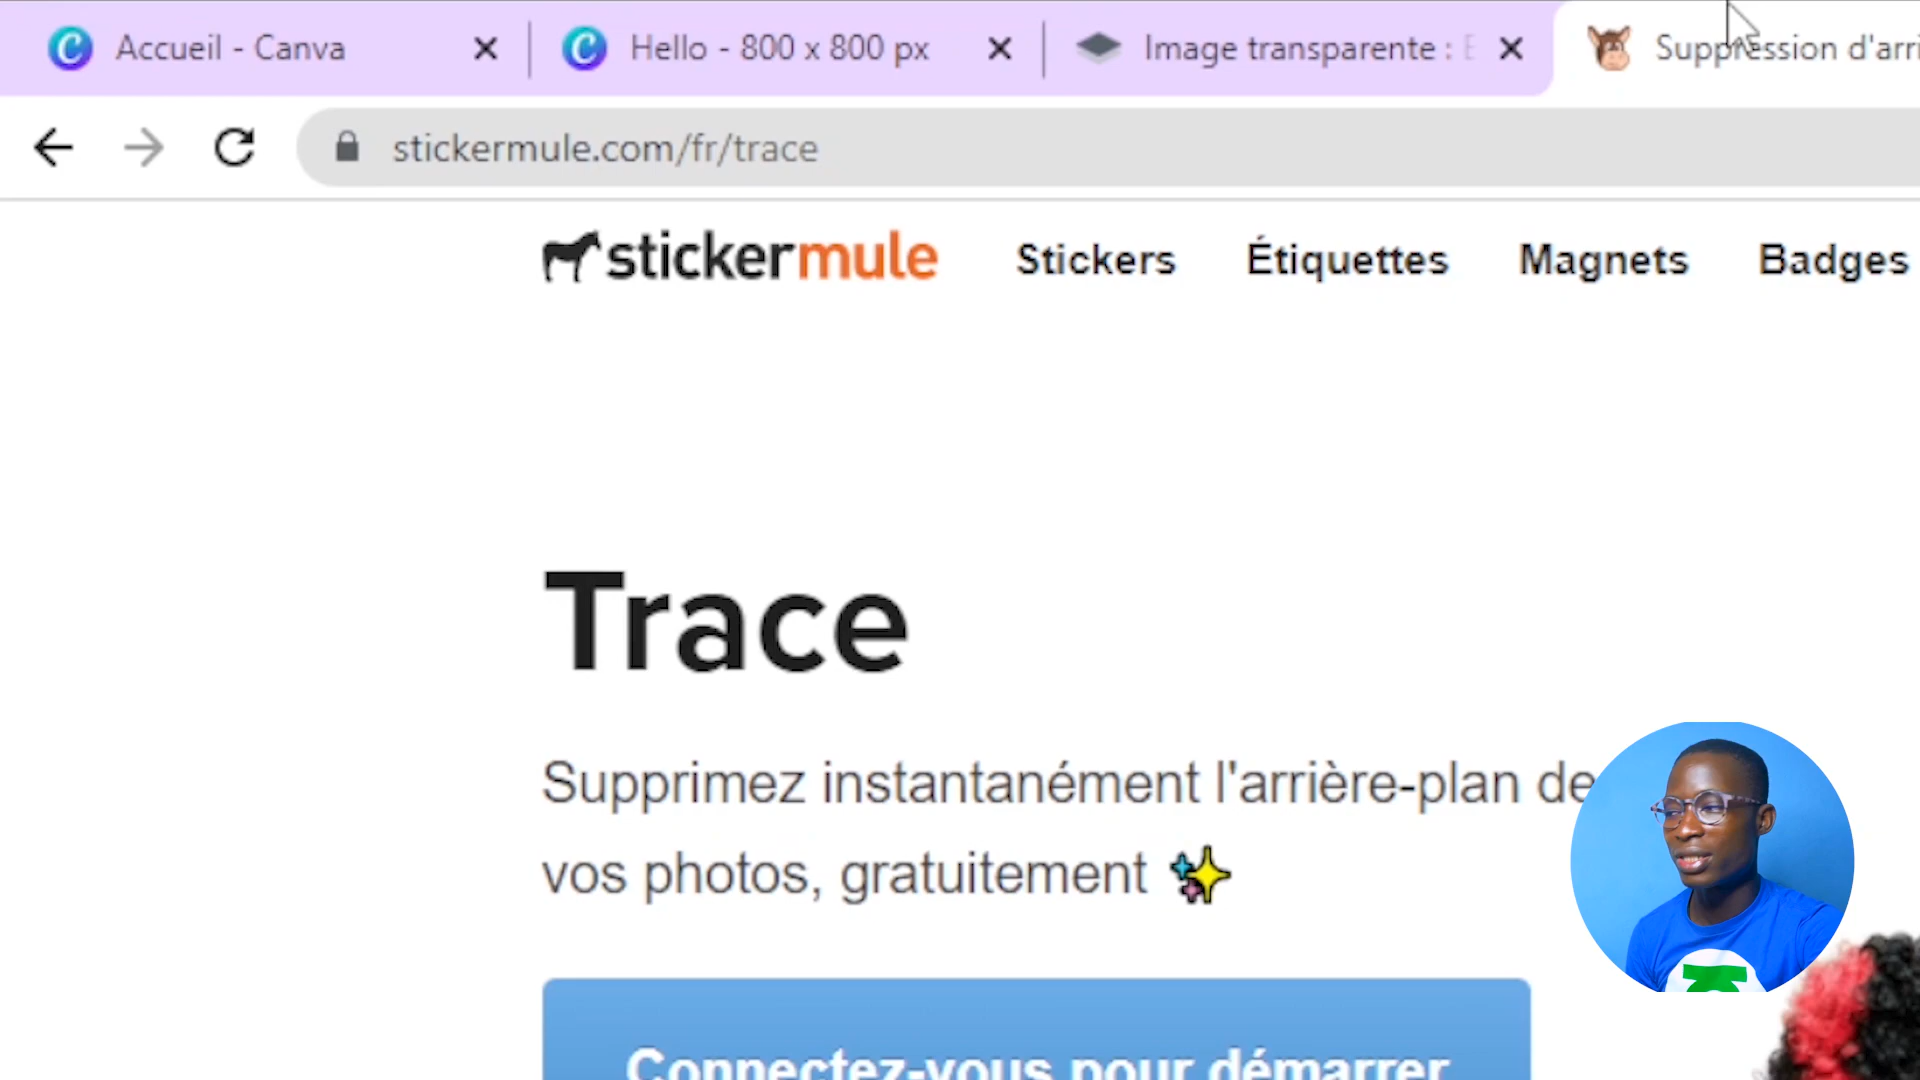 Accueil - Canva
Hello - 800 x 800 px
Image transparente :
Suppression d'arri
stickermule.com/fr/trace
stickermule
Stickers
Étiquettes
Magnets
Badges
Trace
Supprimez instantanément l'arrière-plan de
vos photos, gratuitement ✨
Connectez-vous pour démarrer